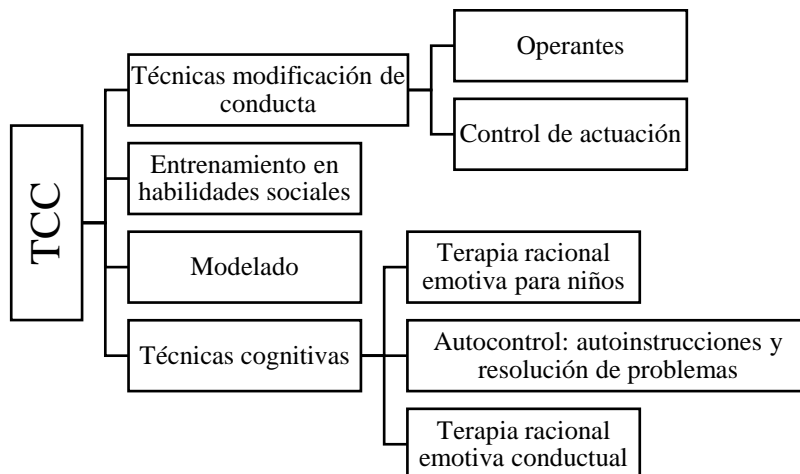 TCC
Técnicas modificación de
conducta
Operantes
Control de actuación
Entrenamiento en
habilidades sociales
Modelado
Técnicas cognitivas
Terapia racional
emotiva para niños
Autocontrol: autoinstrucciones y
resolución de problemas
Terapia racional
emotiva conductual